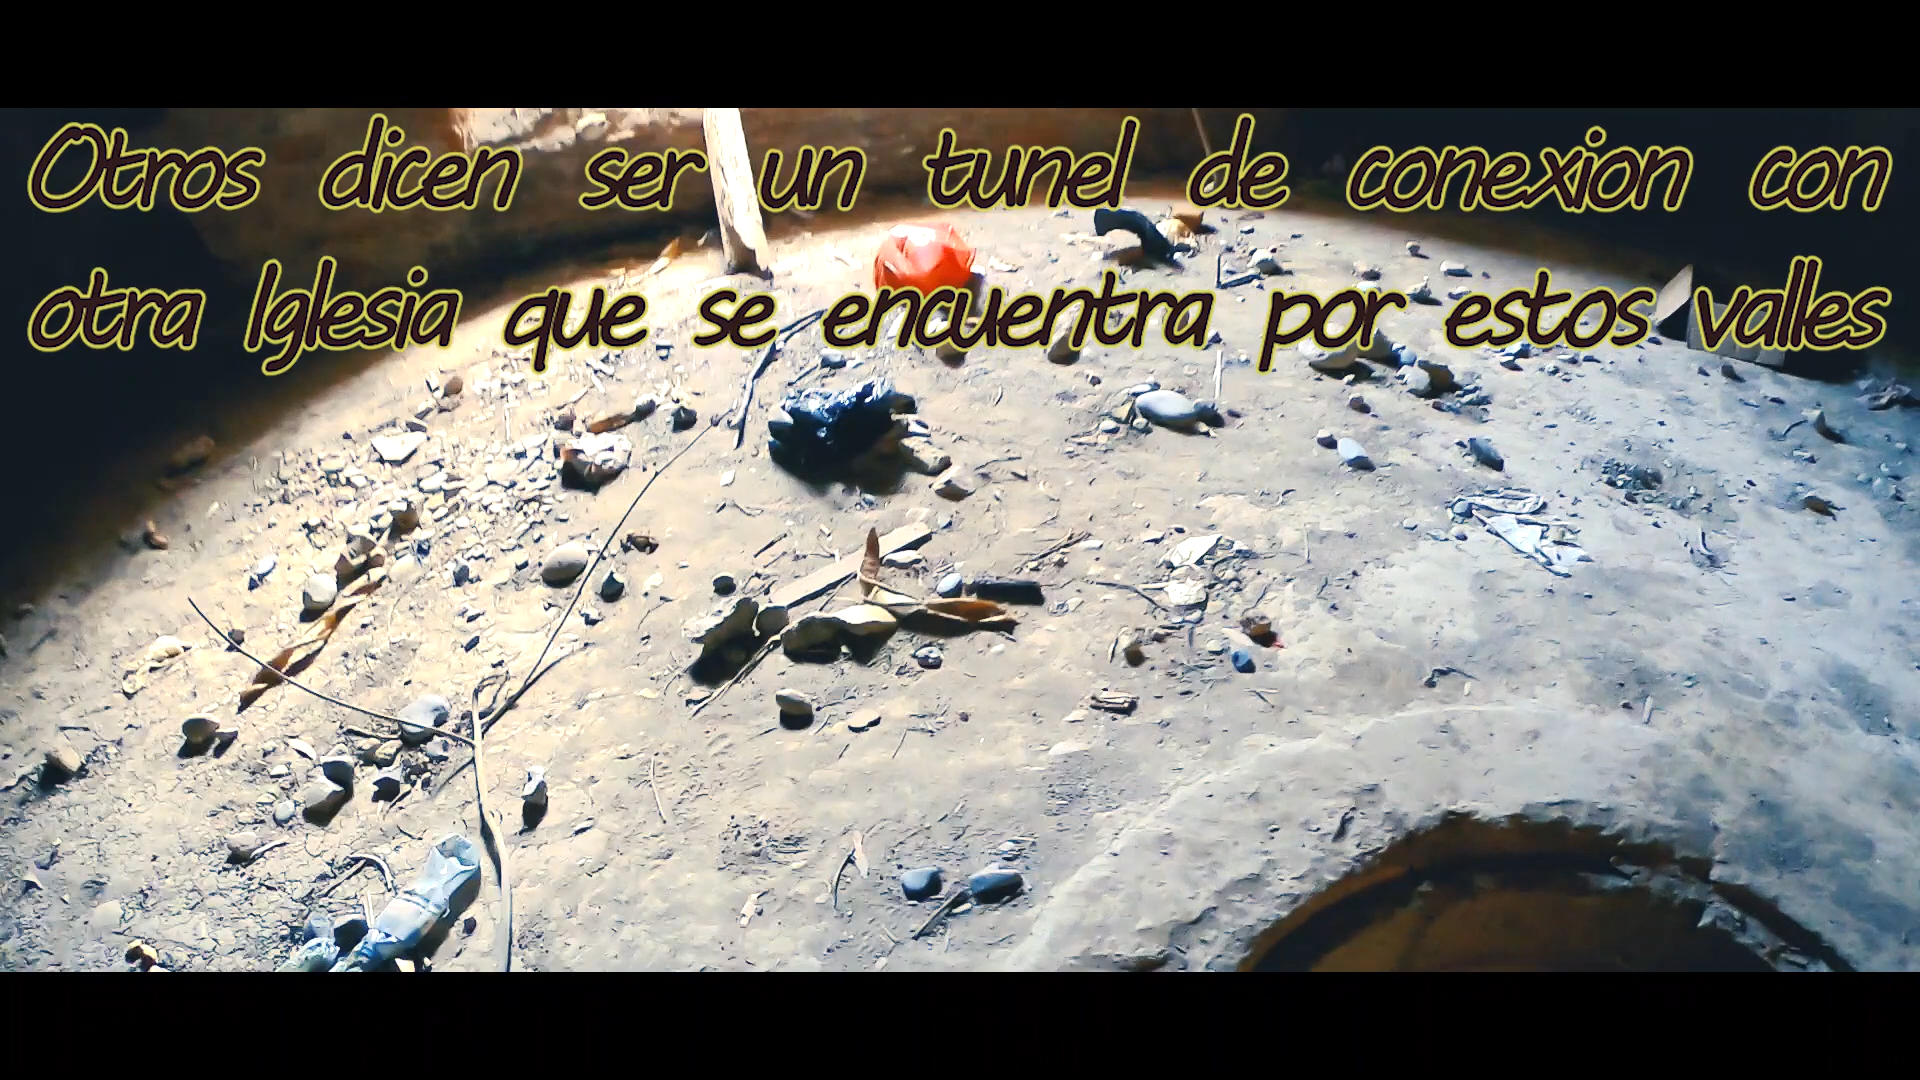 Otros dicen ser un tunel de conexion con
otra Iglesia que se encuentra por estos valles